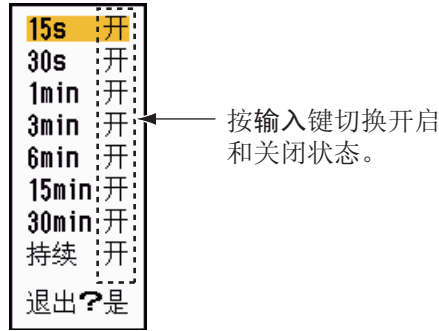 15s 开
30s 开
1min 开
3min 开
6min 开
15min 开
30min 开
持续 开
退出?是
按输入键切换开启
和关闭状态。